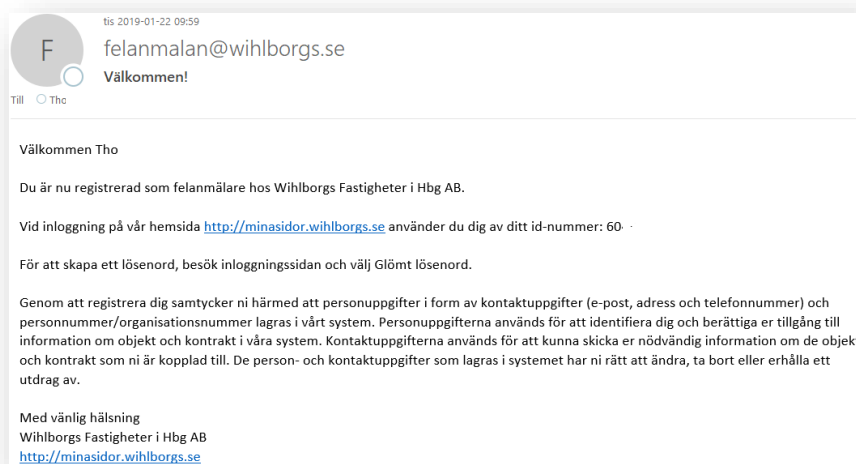 F
tis 2019-01-22 09:59
felanmalan@wihlborgs.se
Välkommen!
Till Tho
Välkommen Tho
Du är nu registrerad som felanmälare hos Wihlborgs Fastigheter i Hbg AB.
Vid inloggning på vår hemsida http://minasidor.wihlborgs.se använder du dig av ditt id-nummer: 60
För att skapa ett lösenord, besök inloggningssidan och välj Glömt lösenord.
Genom att registrera dig samtycker ni härmed att personuppgifter i form av kontaktuppgifter (e-post, adress och telefonnummer) och
personnummer/organisationsnummer lagras i vårt system. Personuppgifterna används för att identifiera dig och berättiga er tillgång till
information om objekt och kontrakt i våra system. Kontaktuppgifterna används för att kunna skicka er nödvändig information om de objekt
och kontrakt som ni är kopplad till. De person- och kontaktuppgifter som lagras i systemet har ni rätt att ändra, ta bort eller erhålla ett
utdrag av.
Med vänlig hälsning
Wihlborgs Fastigheter i Hbg AB
http://minasidor.wihlborgs.se